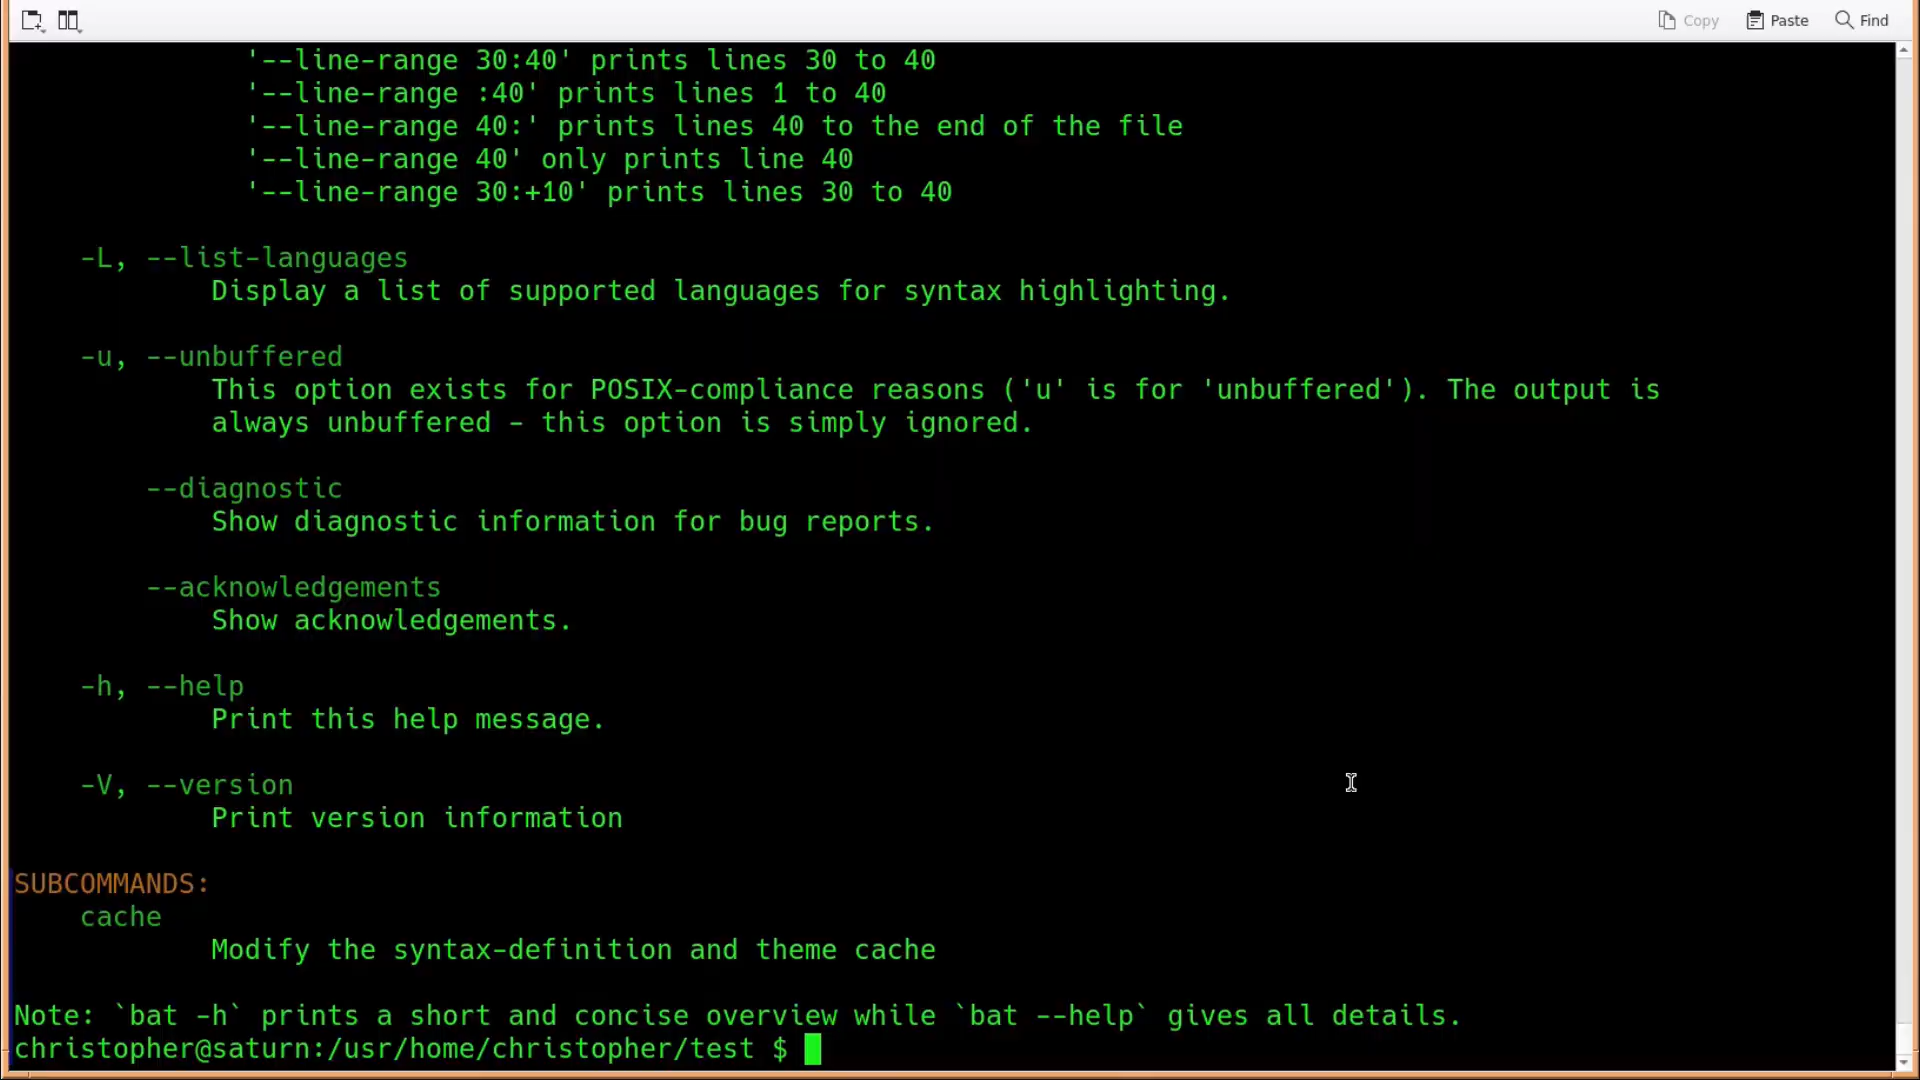 Copy Paste Find
'--line-range 30:40' prints lines 30 to 40
'--line-range :40' prints lines 1 to 40
'--line-range 40:' prints lines 40 to the end of the file
'--line-range 40' only prints line 40
'--line-range 30:+10' prints lines 30 to 40
-L, --list-languages
Display a list of supported languages for syntax highlighting.
-u, --unbuffered
This option exists for POSIX-compliance reasons ('u' is for 'unbuffered'). The output is
always unbuffered - this option is simply ignored.
--diagnostic
Show diagnostic information for bug reports.
--acknowledgements
Show acknowledgements.
-h, --help
Print this help message.
-V, --version
Print version information
SUBCOMMANDS:
cache
Modify the syntax-definition and theme cache
Note: `bat -h` prints a short and concise overview while `bat --help` gives all details.
christopher@saturn:/usr/home/christopher/test $